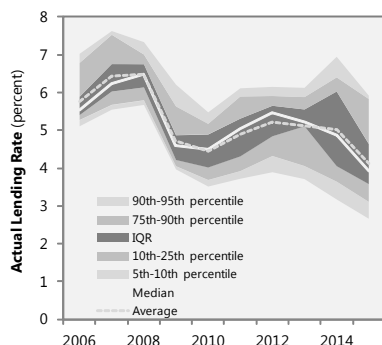 Actual Lending Rate (percent)
8
7
6
5
4
3
2
1
0
90th-95th percentile
75th-90th percentile
IQR
10th-25th percentile
5th-10th percentile
Median
Average
2006 2008 2010 2012 2014